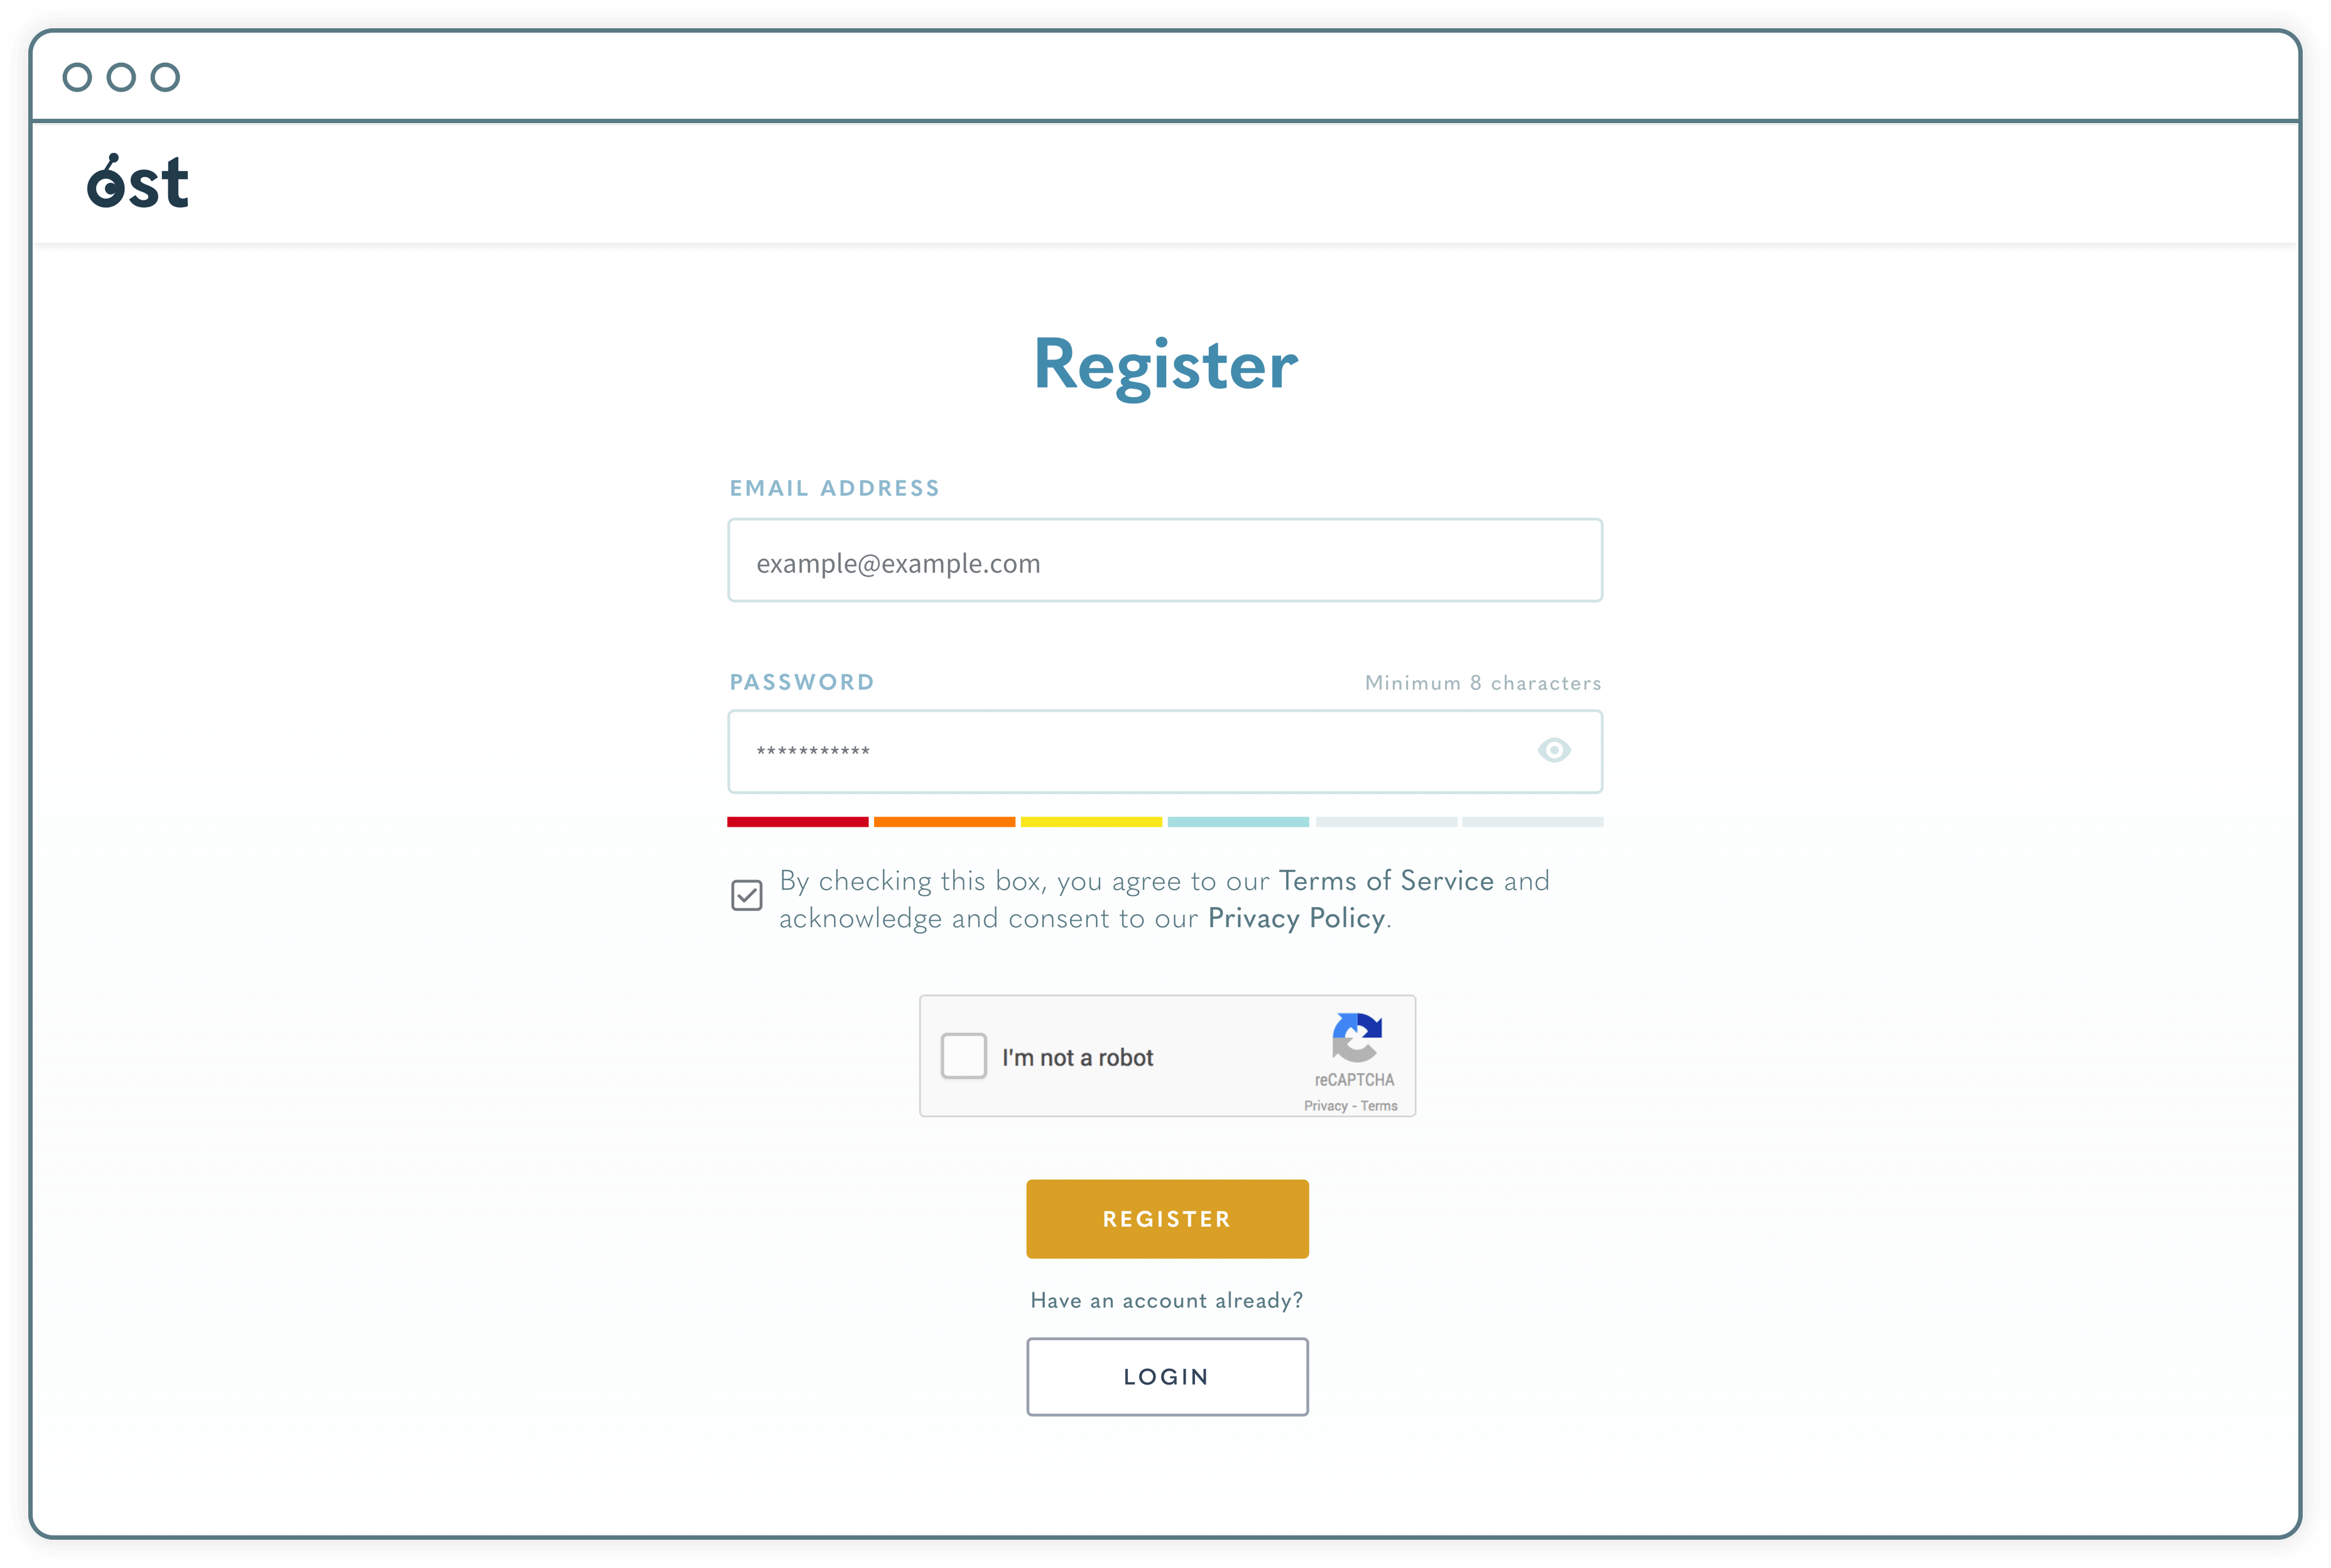 óst
Register
EMAIL ADDRESS
example@example.com
PASSWORD
Minimum 8 characters
***********
By checking this box, you agree to our Terms of Service and
acknowledge and consent to our Privacy Policy.
I'm not a robot
reCAPTCHA
Privacy - Terms
REGISTER
Have an account already?
LOGIN